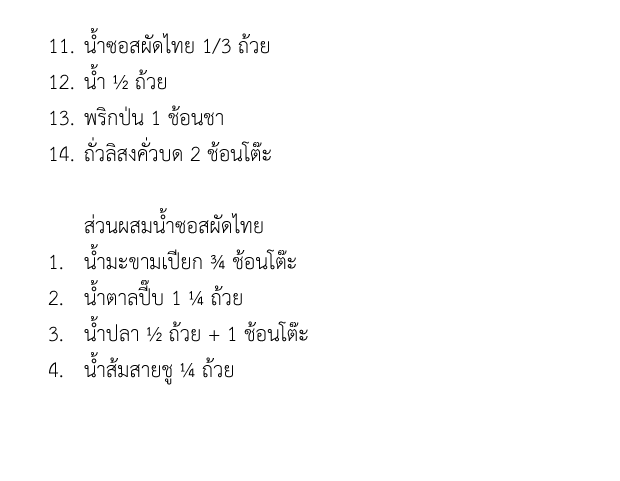 11. น้ำซอสผัดไทย 1/3 ถ้วย
12. น้ำ ½ ถ้วย
13. พริกป่น 1 ช้อนชา
14. ถั่วลิสงคั่วบด 2 ช้อนโต๊ะ
ส่วนผสมน้ำซอสผัดไทย
1. น้ำมะขามเปียก ¾ ช้อนโต๊ะ
2. น้ำตาลปี๊บ 1 ¼ ถ้วย
3. น้ำปลา ½ ถ้วย + 1 ช้อนโต๊ะ
4. น้ำส้มสายชู ¼ ถ้วย